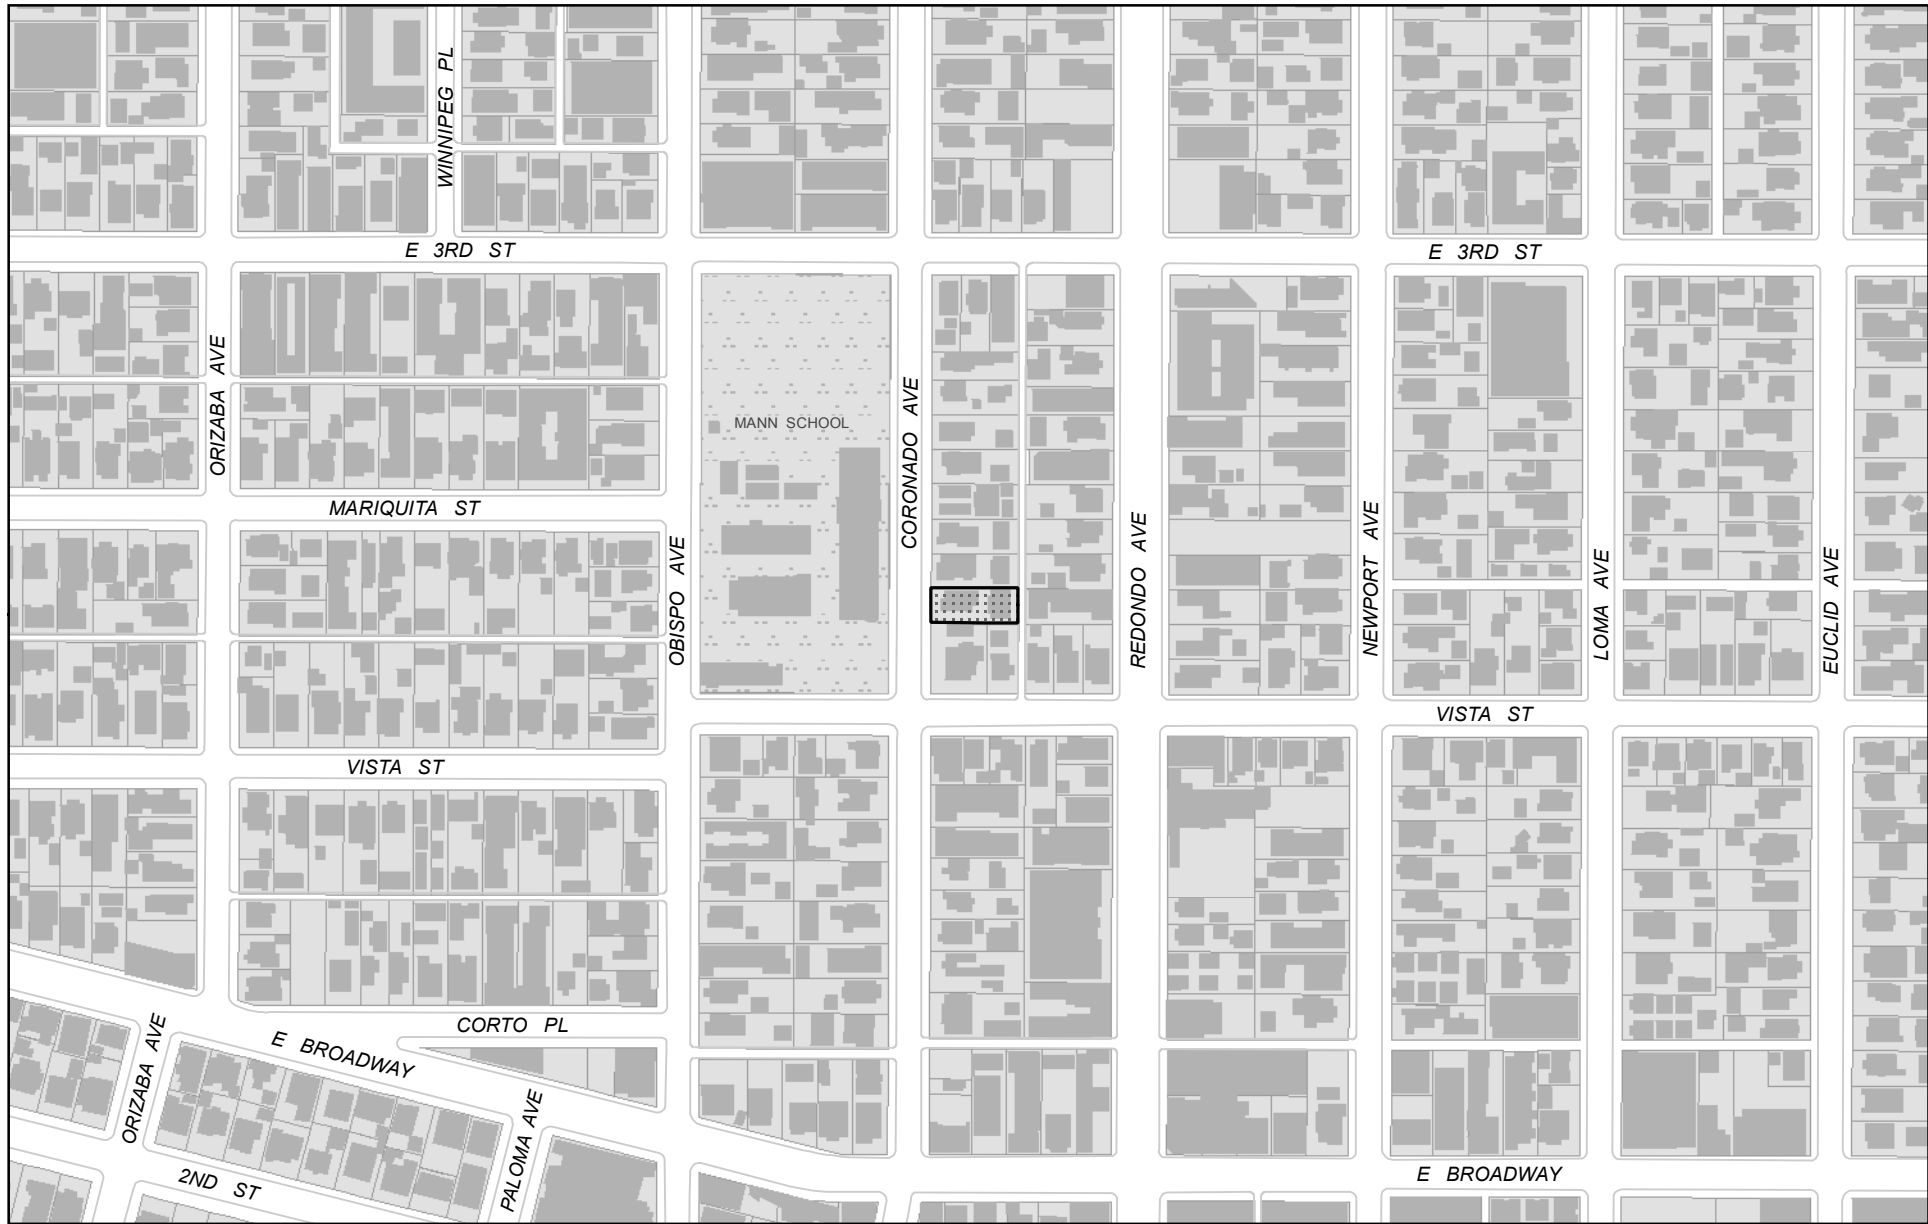 WINNIPEG PL
E 3RD ST
E 3RD ST
ORIZABA AVE
MANN SCHOOL
CORONADO AVE
MARIQUITA ST
OBISPO AVE
REDONDO AVE
NEWPORT AVE
LOMA AVE
EUCLID AVE
VISTA ST
VISTA ST
CORTO PL
E BROADWAY
ORIZABA AVE
PALOMA AVE
2ND ST
E BROADWAY